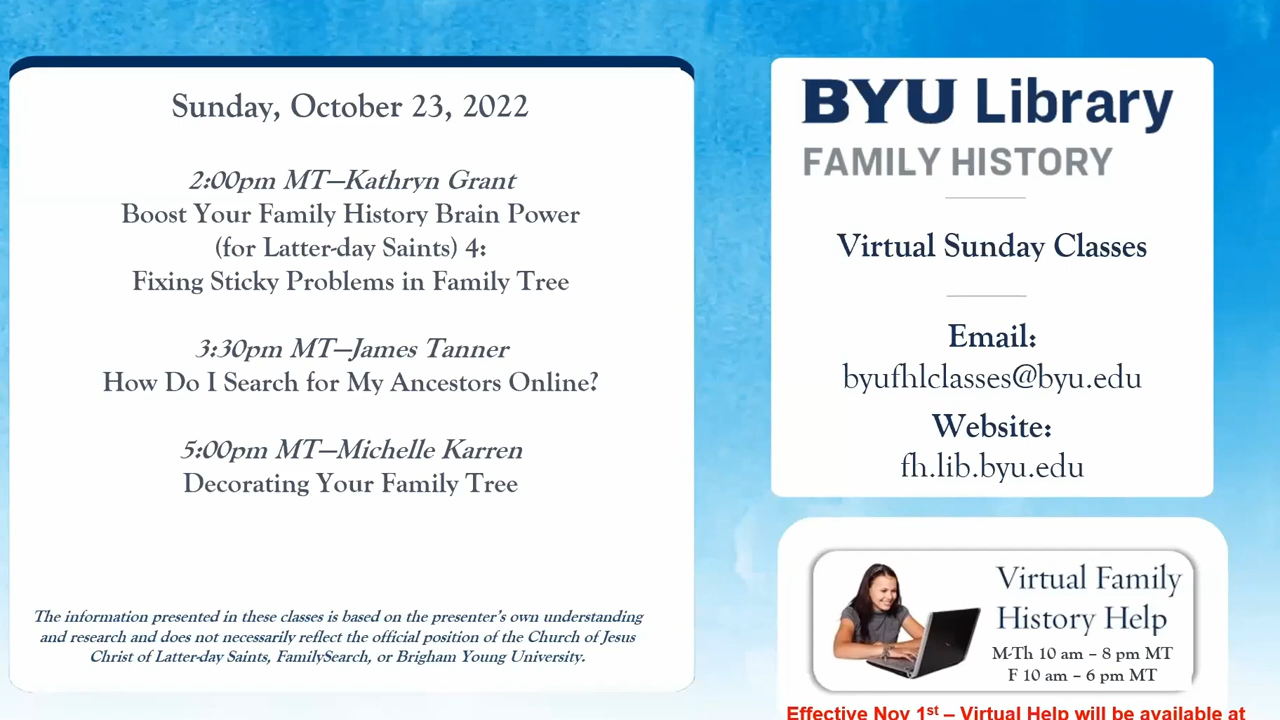 Sunday, October 23, 2022
2:00pm MT—Kathryn Grant
Boost Your Family History Brain Power
(for Latter-day Saints) 4:
Fixing Sticky Problems in Family Tree
3:30pm MT—James Tanner
How Do I Search for My Ancestors Online?
5:00pm MT—Michelle Karren
Decorating Your Family Tree
The information presented in these classes is based on the presenter's own understanding
and research and does not necessarily reflect the official position of the Church of Jesus
Christ of Latter-day Saints, FamilySearch, or Brigham Young University.
BYU Library
FAMILY HISTORY
Virtual Sunday Classes
Email:
byufhlclasses@byu.edu
Website:
fh.lib.byu.edu
Virtual Family
History Help
M-Th 10 am – 8 pm MT
F 10 am – 6 pm MT
Effective Nov 1st – Virtual Help will be available at